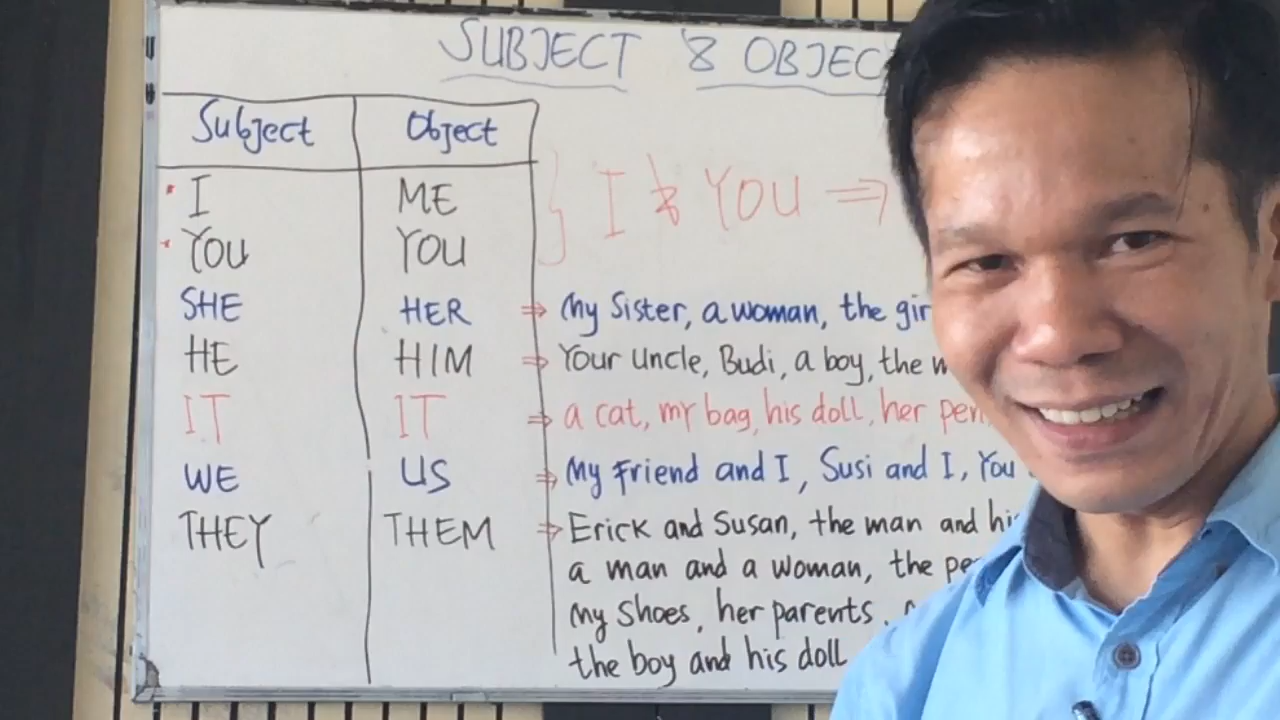 SUBJECT & OBJEC
Subject Object
I ME
YOU YOU
I & YOU ⇒
SHE HER ⇒ My Sister, a woman, the gir
HE HIM ⇒ Your uncle, Budi, a boy, the
IT IT ⇒ a cat, my bag, his doll, her pen
WE US ⇒ My Friend and I, Susi and I, You
THEY THEM ⇒ Erick and Susan, the man and his
a man and a woman, the
My Shoes, her parents,
the boy and his doll